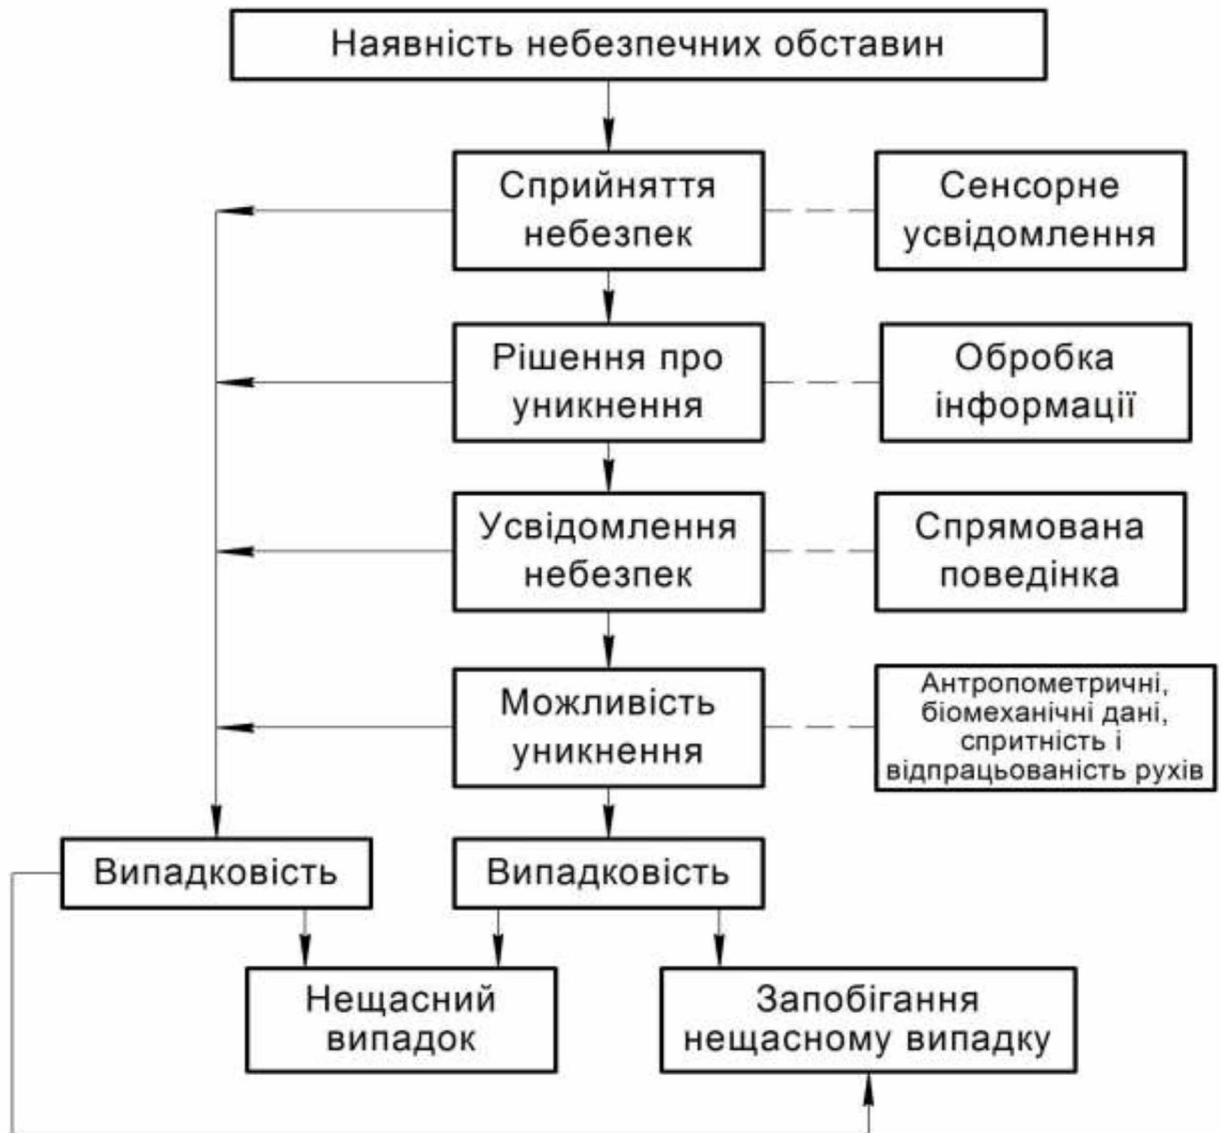 Наявність небезпечних обставин
Сприйняття
небезпек
Сенсорне
усвідомлення
Рішення про
уникнення
Обробка
інформації
Усвідомлення
небезпек
Спрямована
поведінка
Можливість
уникнення
Антропометричні,
біомеханічні дані,
спритність і
відпрацьованість рухів
Випадковість
Випадковість
Нещасний
випадок
Запобігання
нещасному випадку